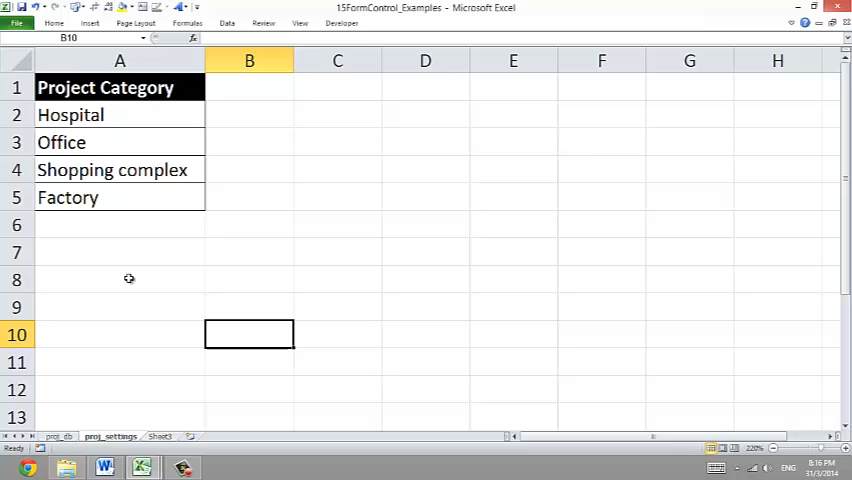 15FormControl_Examples - Microsoft Excel
File Home Insert Page Layout Formulas Data Review View Developer
B10 fx
A B C D E F G H
1 Project Category
2 Hospital
3 Office
4 Shopping complex
5 Factory
6
7
8
9
10
11
12
13
proj_db proj_settings Sheet3
Ready 220%
ENG 8:16 PM
31/3/2014